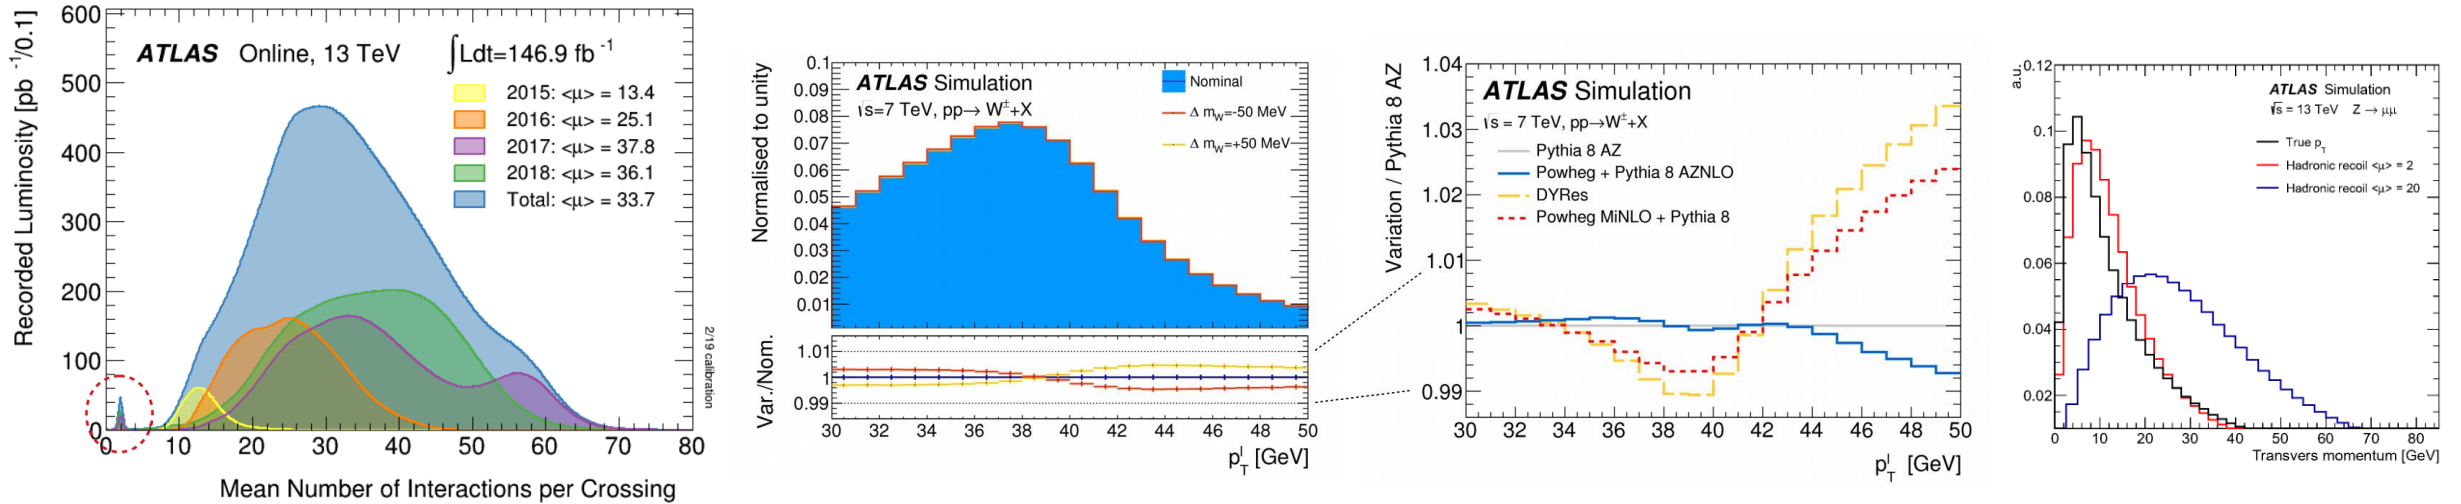 600
500
400
300
200
100
0
Recorded Luminosity [pb⁻¹/0.1]
ATLAS Online, 13 TeV ∫Ldt=146.9 fb⁻¹
2015: <μ> = 13.4
2016: <μ> = 25.1
2017: <μ> = 37.8
2018: <μ> = 36.1
Total: <μ> = 33.7
2/19 calibration
0 10 20 30 40 50 60 70 80
Mean Number of Interactions per Crossing
0.1
0.09
0.08
0.07
0.06
0.05
0.04
0.03
0.02
0.01
Normalised to unity
ATLAS Simulation
√s=7 TeV, pp→ W±+X
Nominal
Δ mW=-50 MeV
Δ mW=+50 MeV
Var./Nom.
1.01
1
0.99
30 32 34 36 38 40 42 44 46 48 50
pTl [GeV]
Variation / Pythia 8 AZ
1.04
1.03
1.02
1.01
1
0.99
ATLAS Simulation
√s = 7 TeV, pp→W±+X
Pythia 8 AZ
Powheg + Pythia 8 AZNLO
DYRes
Powheg MiNLO + Pythia 8
30 32 34 36 38 40 42 44 46 48 50
pTl [GeV]
a.u.
0.12
0.1
0.08
0.06
0.04
0.02
ATLAS Simulation
√s = 13 TeV Z → μμ
True pT
Hadronic recoil <μ> = 2
Hadronic recoil <μ> = 20
0 10 20 30 40 50 60 70 80
Transvers momentum [GeV]